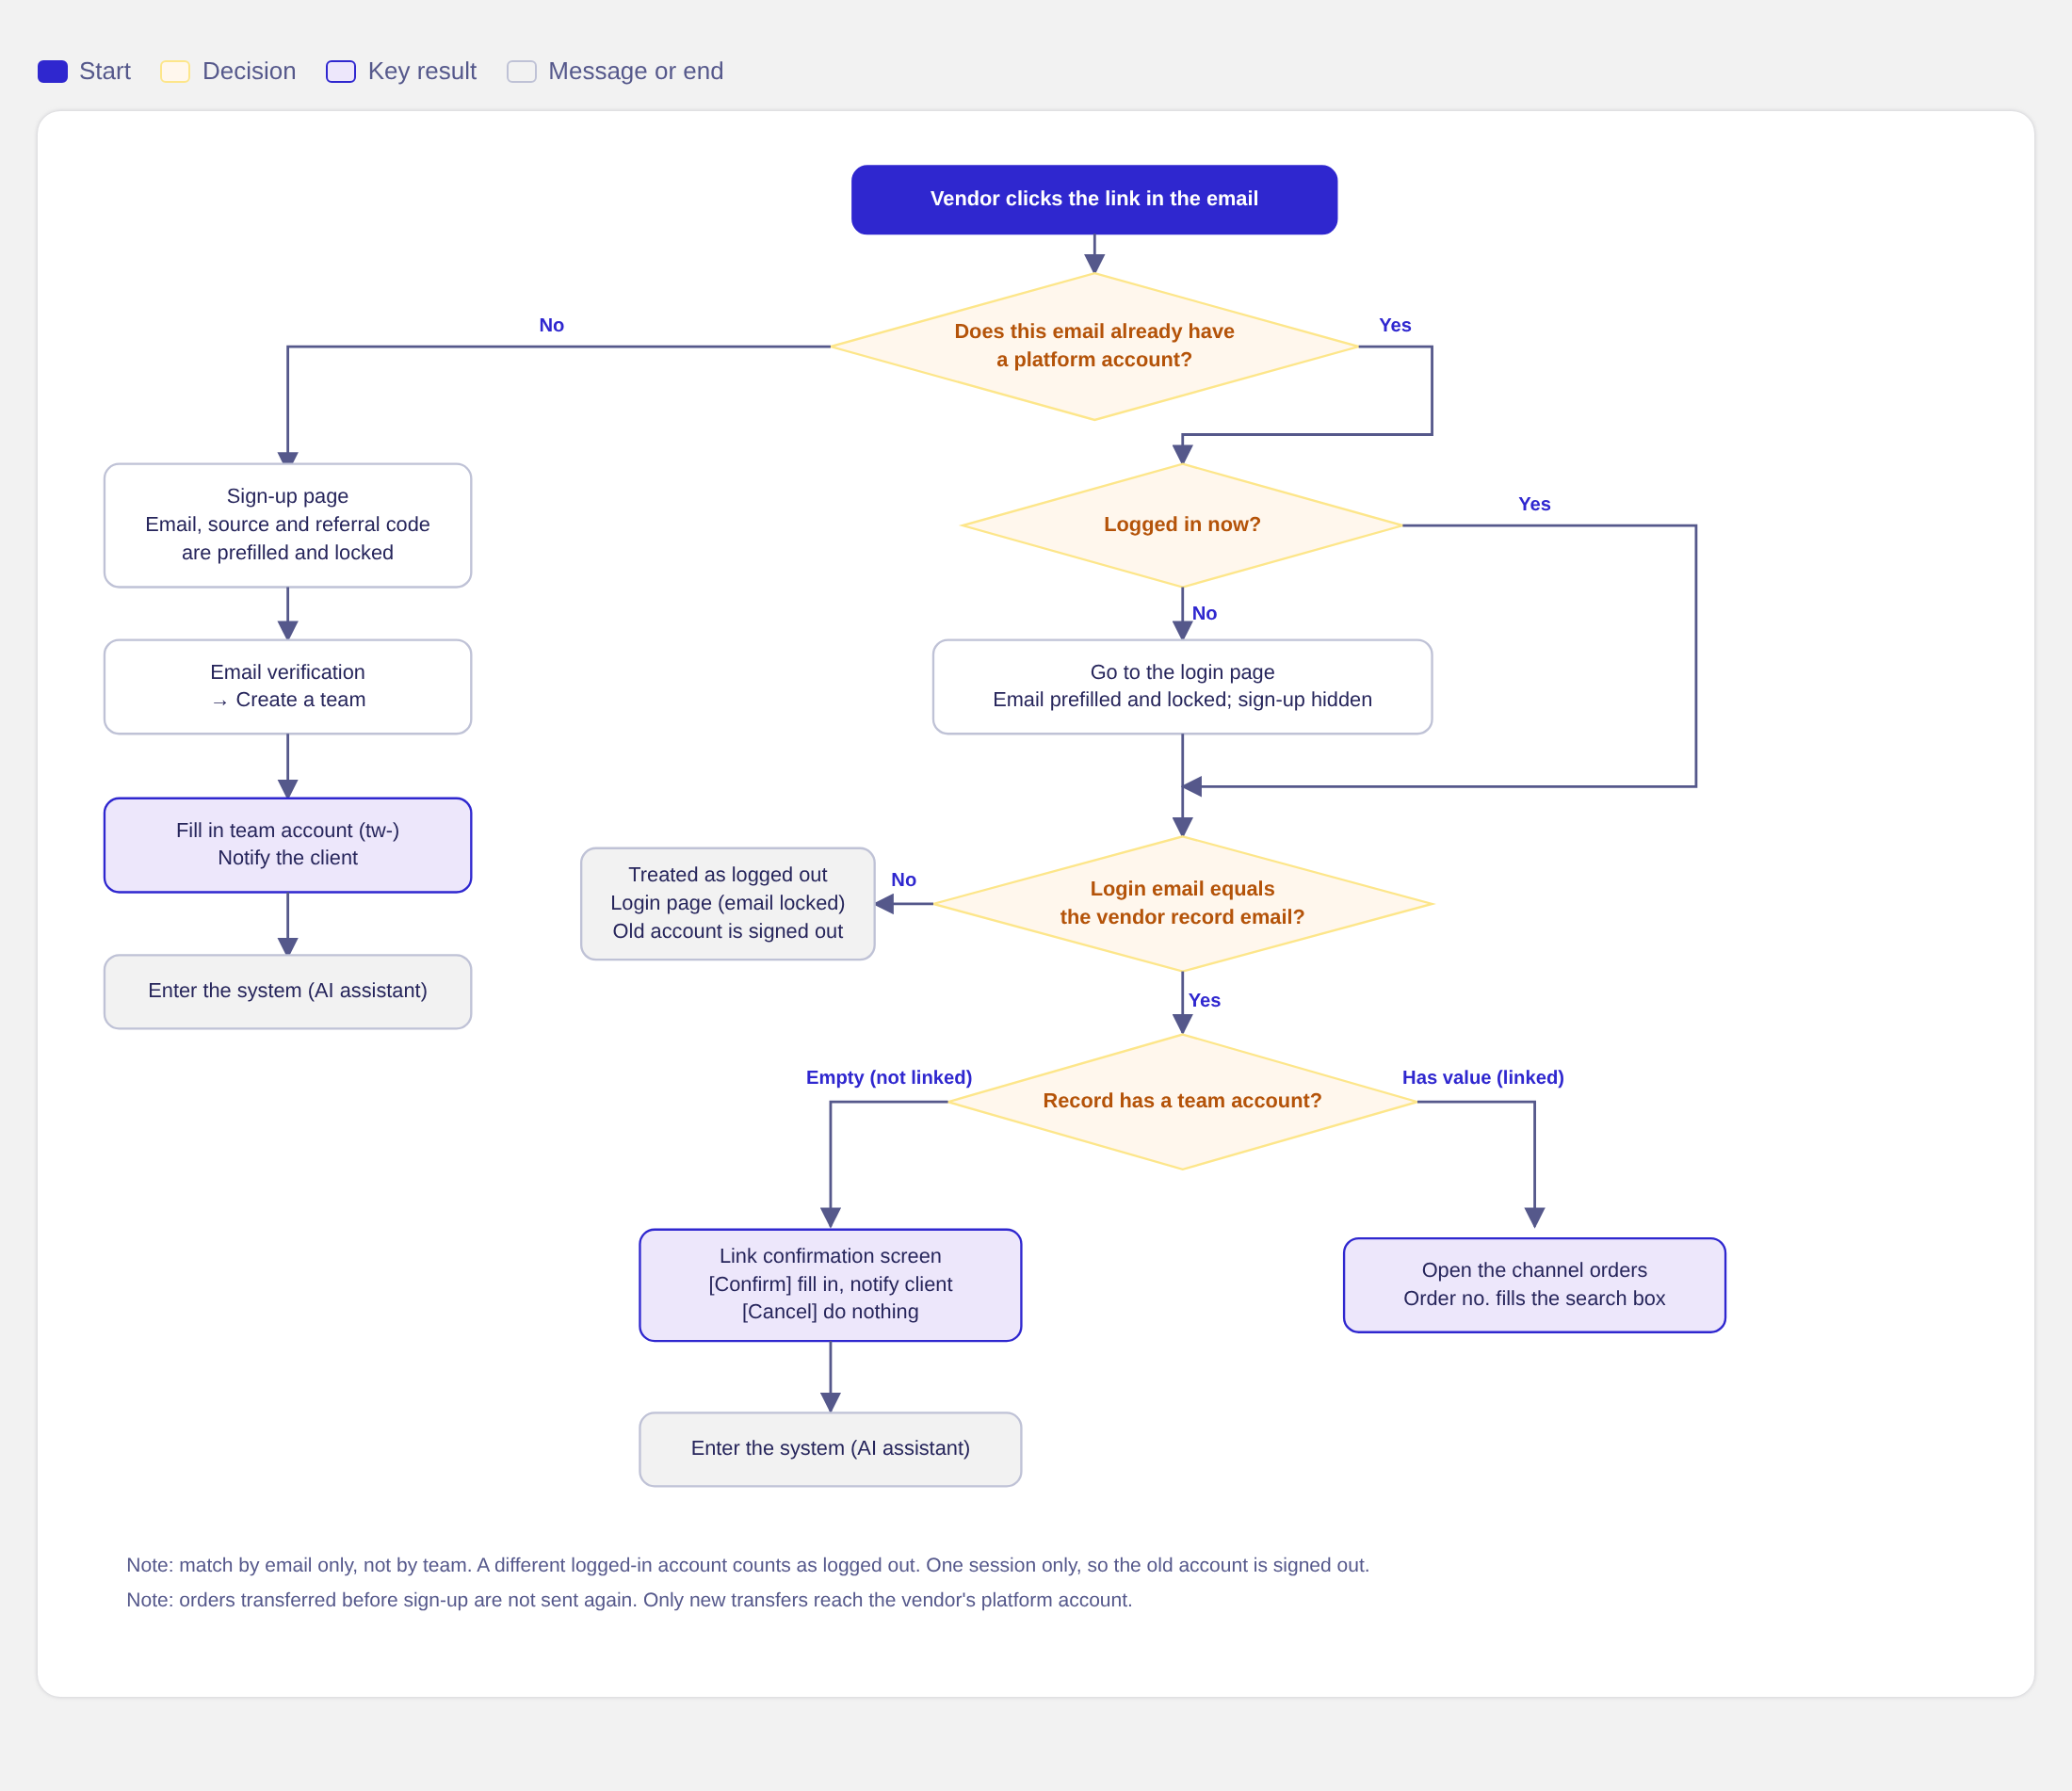 Start
Decision
Key result
Message or end
Vendor clicks the link in the email
Does this email already have
a platform account?
No
Yes
Sign-up page
Email, source and referral code
are prefilled and locked
Logged in now?
Yes
No
Email verification
→ Create a team
Go to the login page
Email prefilled and locked; sign-up hidden
Fill in team account (tw-)
Notify the client
Treated as logged out
Login page (email locked)
Old account is signed out
No
Login email equals
the vendor record email?
Enter the system (AI assistant)
Yes
Empty (not linked)
Record has a team account?
Has value (linked)
Link confirmation screen
[Confirm] fill in, notify client
[Cancel] do nothing
Open the channel orders
Order no. fills the search box
Enter the system (AI assistant)
Note: match by email only, not by team. A different logged-in account counts as logged out. One session only, so the old account is signed out.
Note: orders transferred before sign-up are not sent again. Only new transfers reach the vendor's platform account.